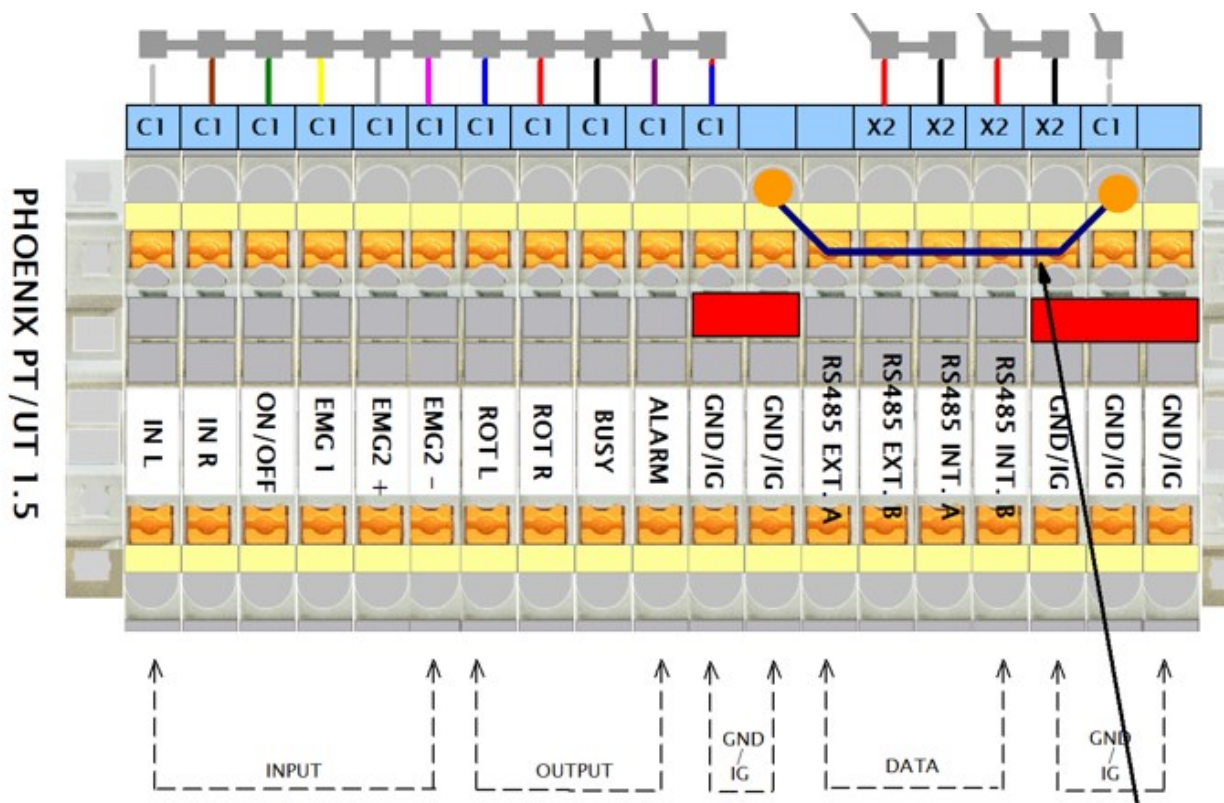 C1 C1 C1 C1 C1 C1 C1 C1 C1 C1 C1 X2 X2 X2 X2 C1
PHOENIX PT/UT 1.5
IN L
IN R
ON/OFF
EMG 1
EMG2 +
EMG2 -
ROT L
ROT R
BUSY
ALARM
GND/IG
GND/IG
RS485 EXT. A
RS485 EXT. B
RS485 INT. A
RS485 INT. B
GND/IG
GND/IG
GND/IG
INPUT
OUTPUT
GND
/
IG
DATA
GND
/
IG